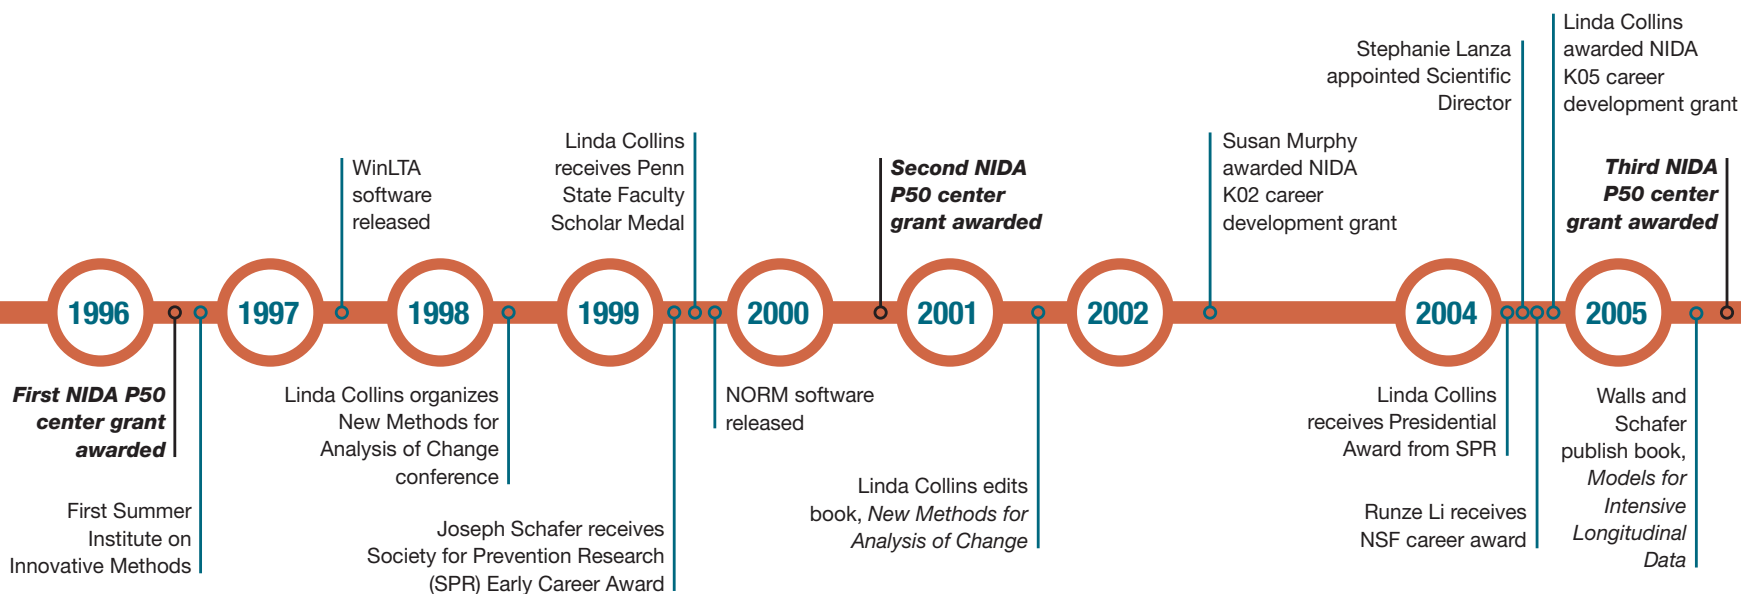 1996
First NIDA P50
center grant
awarded
First Summer
Institute on
Innovative Methods
1997
WinLTA
software
released
1998
Linda Collins organizes
New Methods for
Analysis of Change
conference
1999
Joseph Schafer receives
Society for Prevention Research
(SPR) Early Career Award
Linda Collins
receives Penn
State Faculty
Scholar Medal
NORM software
released
2000
Second NIDA
P50 center
grant awarded
2001
Linda Collins edits
book, New Methods for
Analysis of Change
2002
Susan Murphy
awarded NIDA
K02 career
development grant
2004
Linda Collins
receives Presidential
Award from SPR
Stephanie Lanza
appointed Scientific
Director
Runze Li receives
NSF career award
Linda Collins
awarded NIDA
K05 career
development grant
2005
Walls and
Schafer
publish book,
Models for
Intensive
Longitudinal
Data
Third NIDA
P50 center
grant awarded